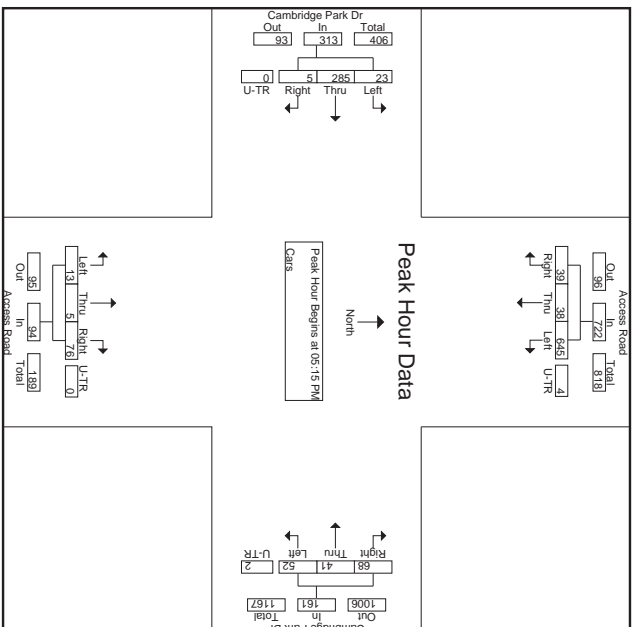 Cambridge Park Dr
Out In Total
93 313 406
0 5 285 23
U-TR Right Thru Left
Access Road
Out In Total
95 94 189
13 5 76 0
Left Thru Right U-TR
Peak Hour Data
North
Peak Hour Begins at 05:15 PM
Cars
Access Road
Out In Total
96 722 818
39 38 645 4
Right Thru Left U-TR
Right Thru Left U-TR
68 41 52 2
1006 161 1167
Out In Total
Cambridge Park Dr